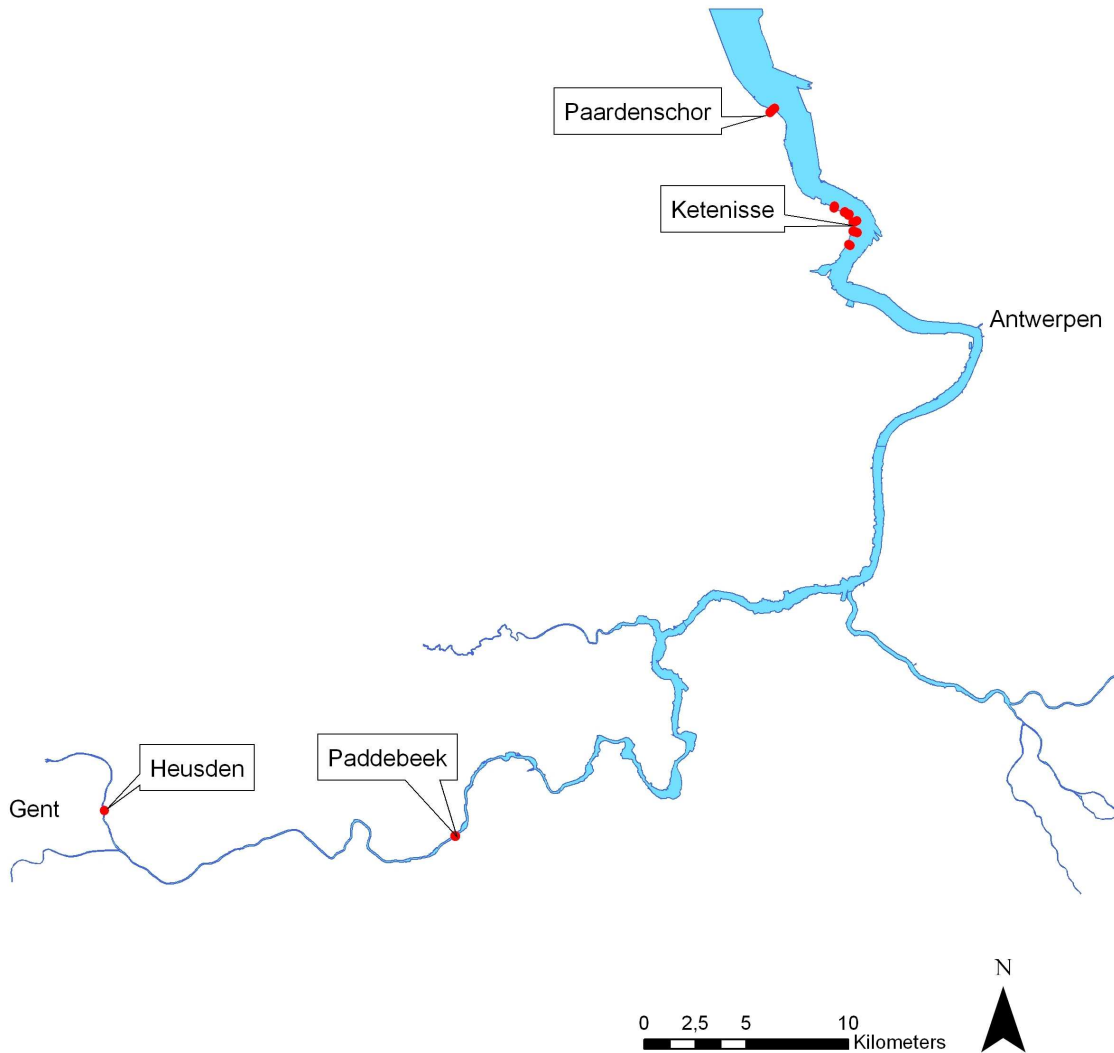 Paardenschor
Ketenisse
Antwerpen
Heusden
Paddebeek
Gent
N
0 2,5 5 10
Kilometers